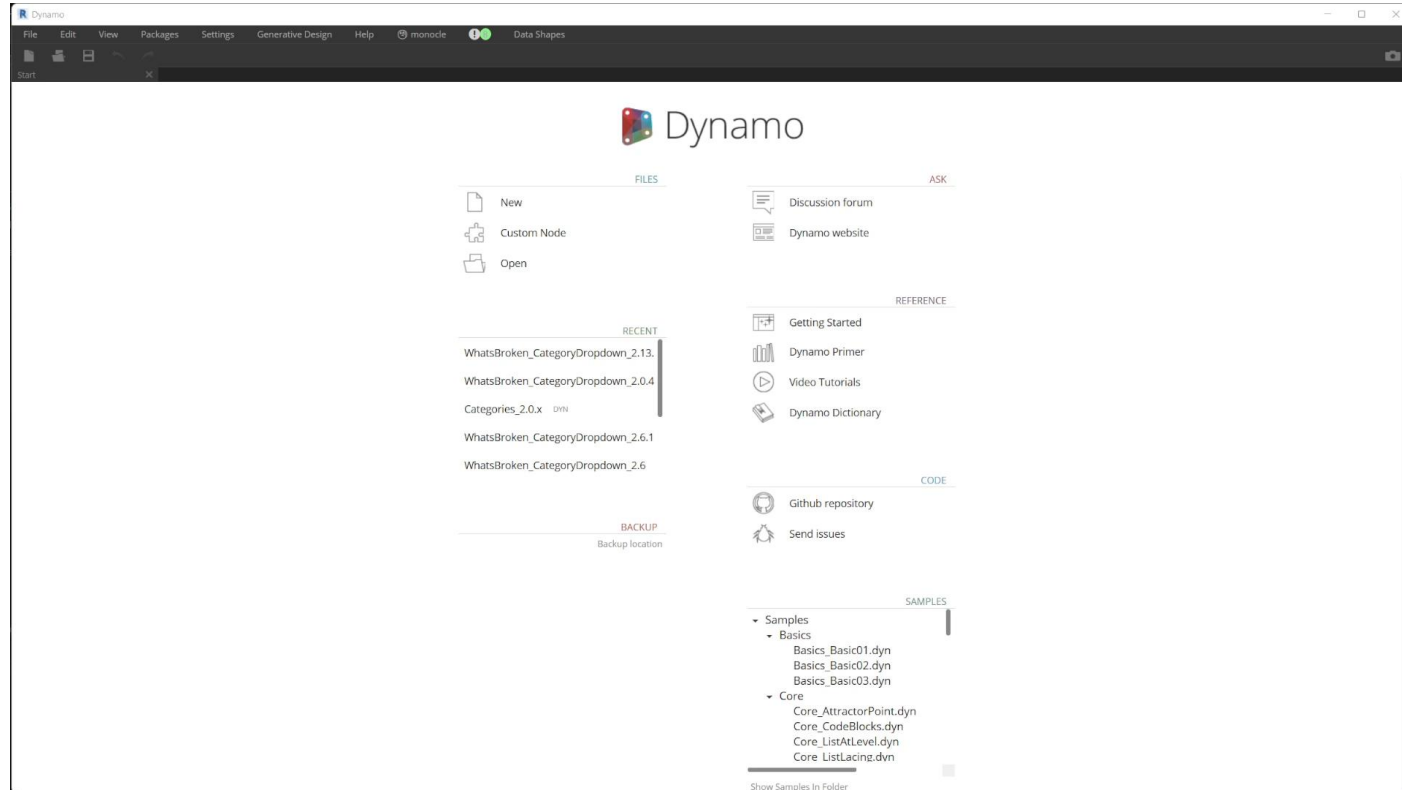 Dynamo
File Edit View Packages Settings Generative Design Help monocle Data Shapes
Start
Dynamo
FILES
New
Custom Node
Open
RECENT
WhatsBroken_CategoryDropdown_2.13.
WhatsBroken_CategoryDropdown_2.0.4
Categories_2.0.x DYN
WhatsBroken_CategoryDropdown_2.6.1
WhatsBroken_CategoryDropdown_2.6
BACKUP
Backup location
ASK
Discussion forum
Dynamo website
REFERENCE
Getting Started
Dynamo Primer
Video Tutorials
Dynamo Dictionary
CODE
Github repository
Send issues
SAMPLES
Samples
Basics
Basics_Basic01.dyn
Basics_Basic02.dyn
Basics_Basic03.dyn
Core
Core_AttractorPoint.dyn
Core_CodeBlocks.dyn
Core_ListAtLevel.dyn
Core_ListLacing.dyn
Show Samples In Folder